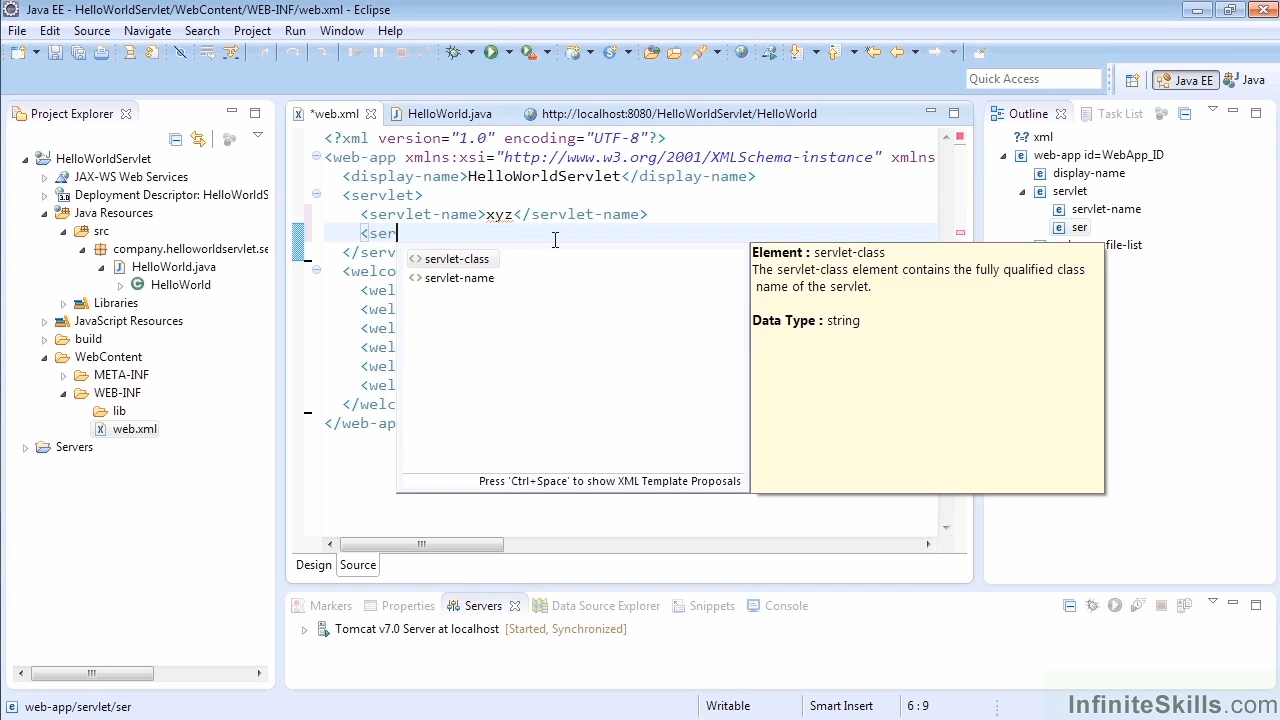 Java EE - HelloWorldServlet/WebContent/WEB-INF/web.xml - Eclipse
File Edit Source Navigate Search Project Run Window Help
Quick Access
Java EE
Java
Project Explorer
HelloWorldServlet
JAX-WS Web Services
Deployment Descriptor: HelloWorldS
Java Resources
src
company.helloworldservlet.se
HelloWorld.java
HelloWorld
Libraries
JavaScript Resources
build
WebContent
META-INF
WEB-INF
lib
web.xml
Servers
*web.xml
HelloWorld.java
http://localhost:8080/HelloWorldServlet/HelloWorld
<?xml version="1.0" encoding="UTF-8"?>
<web-app xmlns:xsi="http://www.w3.org/2001/XMLSchema-instance" xmlns
<display-name>HelloWorldServlet</display-name>
<servlet>
<servlet-name>xyz</servlet-name>
<ser
</serv
<welco
<wel
<wel
<wel
<wel
<wel
<wel
</welc
</web-ap
<> servlet-class
<> servlet-name
Press 'Ctrl+Space' to show XML Template Proposals
Element : servlet-class
The servlet-class element contains the fully qualified class
name of the servlet.
Data Type : string
Design
Source
Outline
Task List
?=? xml
web-app id=WebApp_ID
display-name
servlet
servlet-name
ser
file-list
Markers
Properties
Servers
Data Source Explorer
Snippets
Console
Tomcat v7.0 Server at localhost [Started, Synchronized]
web-app/servlet/ser
Writable
Smart Insert
6 : 9
InfiniteSkills.com